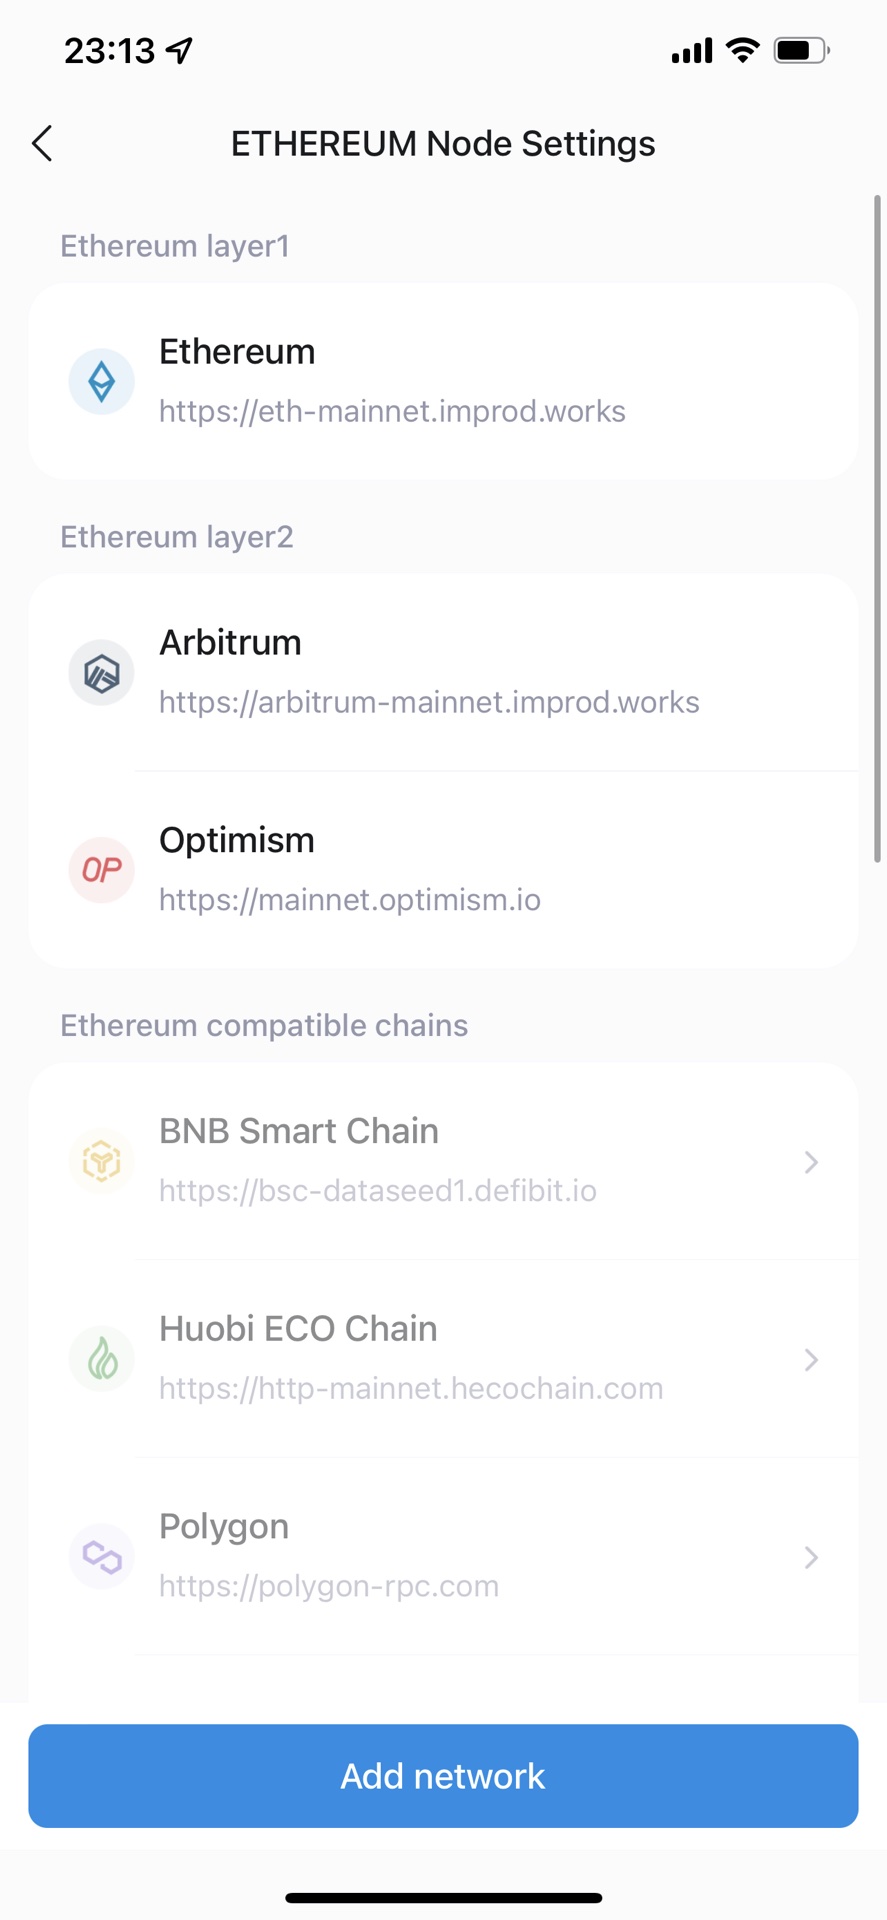 23:13
ETHEREUM Node Settings
Ethereum layer1
Ethereum
https://eth-mainnet.improd.works
Ethereum layer2
Arbitrum
https://arbitrum-mainnet.improd.works
OP
Optimism
https://mainnet.optimism.io
Ethereum compatible chains
BNB Smart Chain
https://bsc-dataseed1.defibit.io
Huobi ECO Chain
https://http-mainnet.hecochain.com
Polygon
https://polygon-rpc.com
Add network